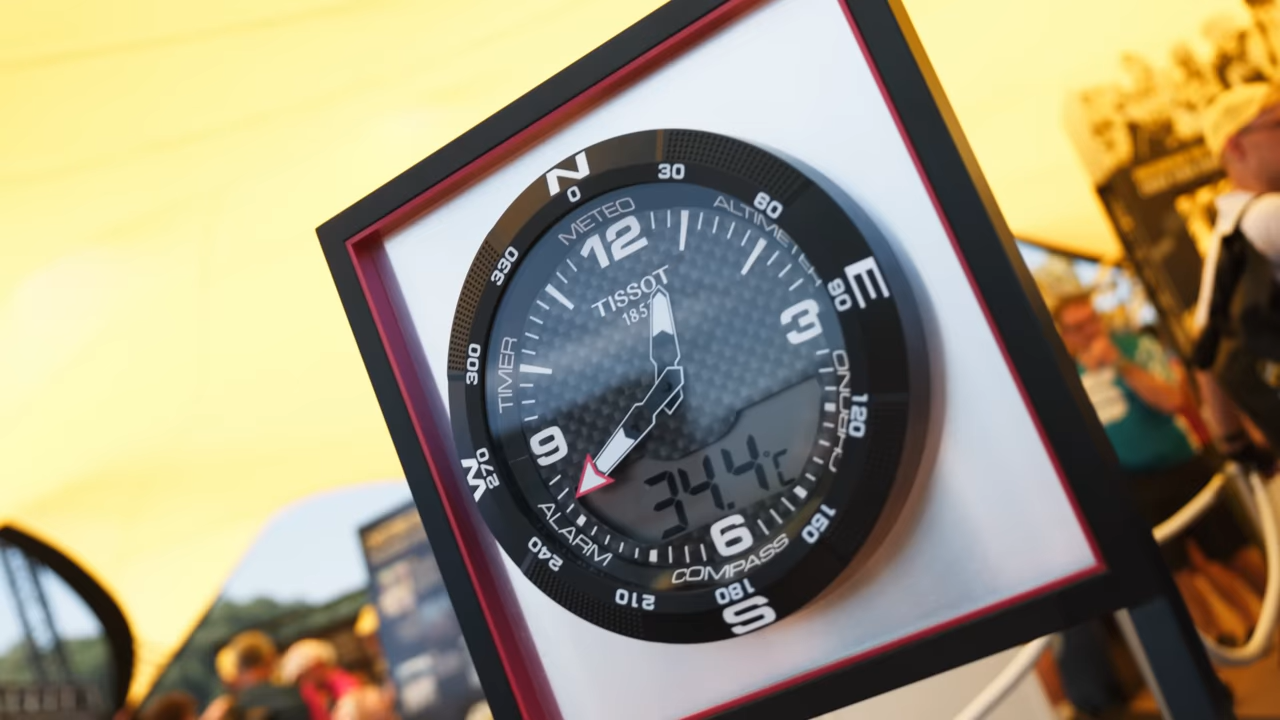 N
0
30
60
E
90
120
150
180
S
210
240
W
270
300
330
METEO
ALTIMETER
CHRONO
COMPASS
ALARM
TIMER
12
3
6
9
TISSOT
185
34.4°C